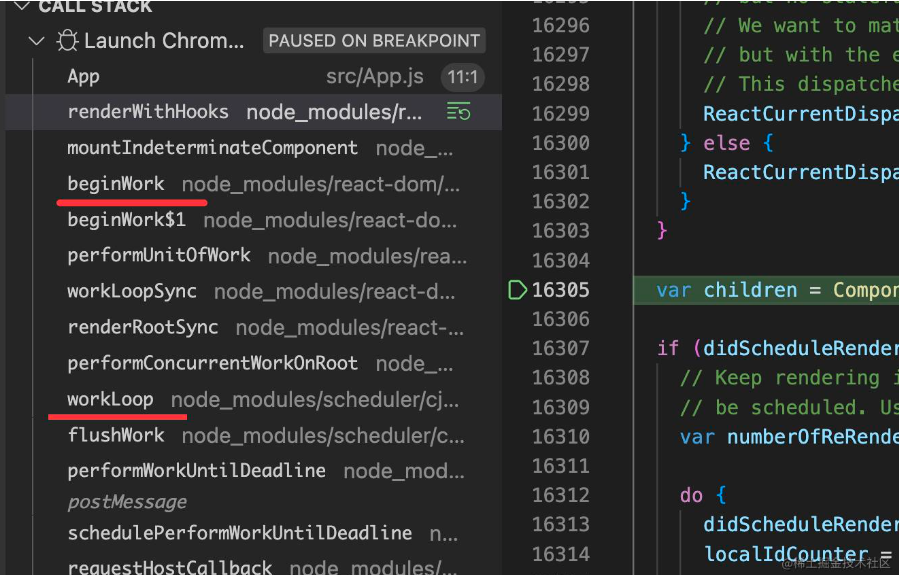 CALL STACK
Launch Chrom... PAUSED ON BREAKPOINT
App src/App.js 11:1
renderWithHooks node_modules/r...
mountIndeterminateComponent node_...
beginWork node_modules/react-dom/...
beginWork$1 node_modules/react-do...
performUnitOfWork node_modules/rea...
workLoopSync node_modules/react-d...
renderRootSync node_modules/react-...
performConcurrentWorkOnRoot node_...
workLoop node_modules/scheduler/cj...
flushWork node_modules/scheduler/c...
performWorkUntilDeadline node_mod...
postMessage
schedulePerformWorkUntilDeadline n...
requestHostCallback node_modules/...
16296 // We want to mat
16297 // but with the e
16298 // This dispatche
16299 ReactCurrentDispa
16300 } else {
16301 ReactCurrentDispa
16302 }
16303 }
16304
16305 var children = Compon
16306
16307 if (didScheduleRender
16308 // Keep rendering i
16309 // be scheduled. Us
16310 var numberOfReRende
16311
16312 do {
16313 didScheduleRender
16314 localIdCounter =
@稀土掘金技术社区